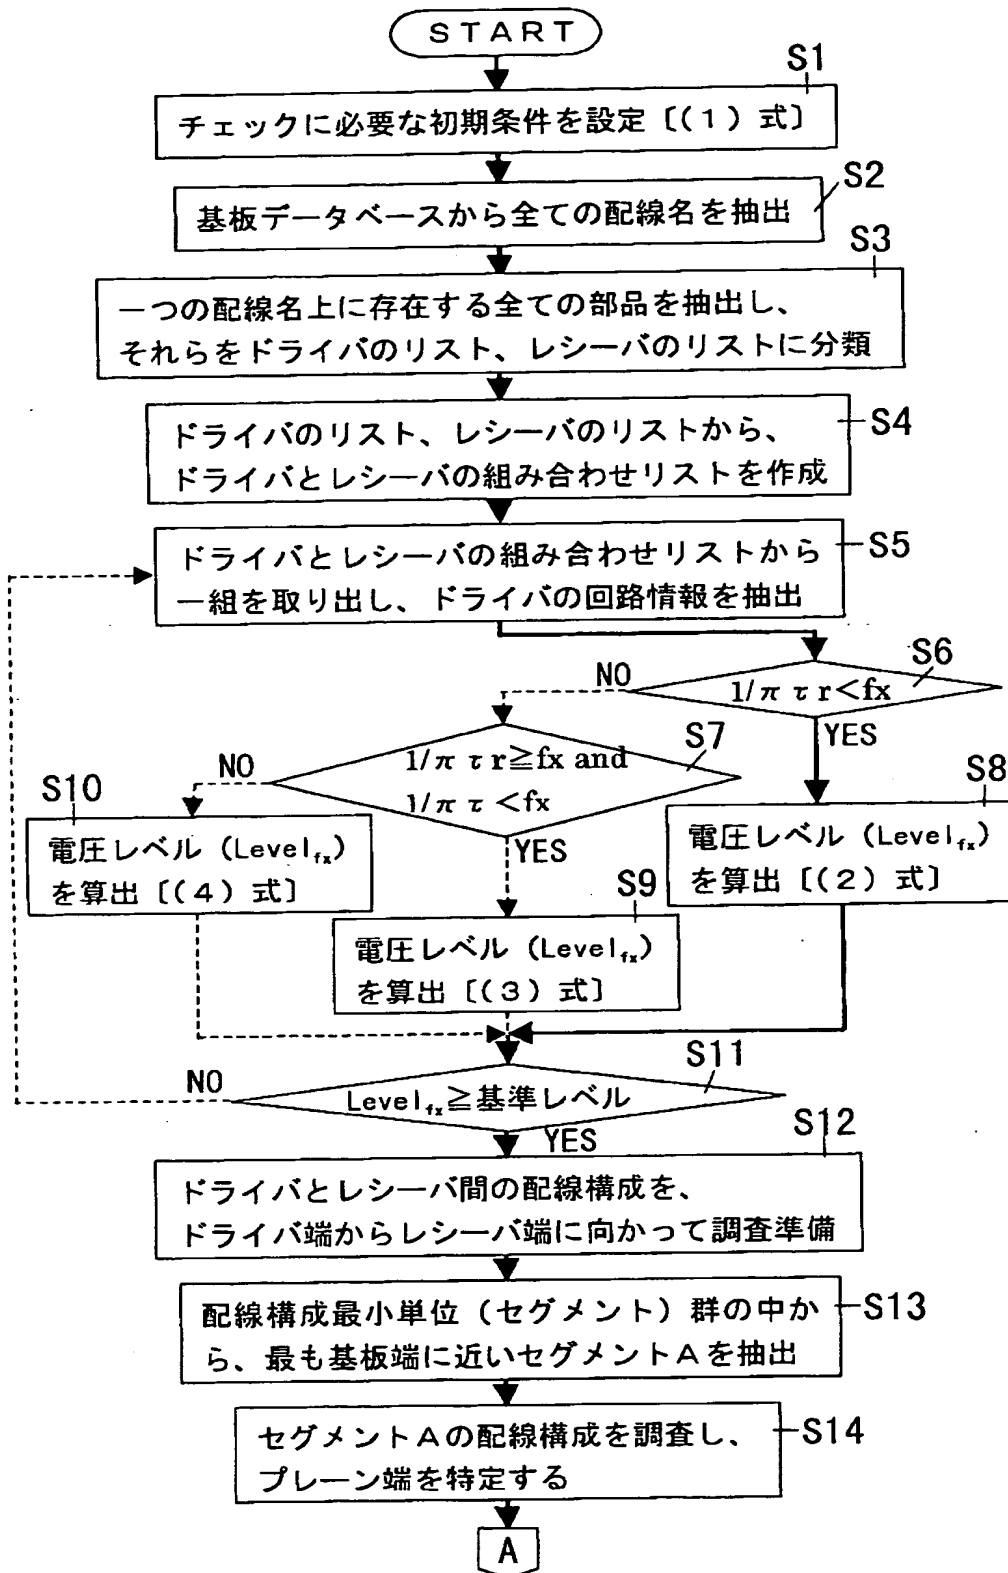 START
S1
チェックに必要な初期条件を設定〔(1)式〕
S2
基板データベースから全ての配線名を抽出
S3
一つの配線名上に存在する全ての部品を抽出し、
それらをドライバのリスト、レシーバのリストに分類
S4
ドライバのリスト、レシーバのリストから、
ドライバとレシーバの組み合わせリストを作成
S5
ドライバとレシーバの組み合わせリストから
一組を取り出し、ドライバの回路情報を抽出
S6
1/π τ r<fx
NO
YES
S7
1/π τ r≧fx and
1/π τ <fx
NO
YES
S8
電圧レベル (Levelfx)
を算出〔(2)式〕
S10
電圧レベル (Levelfx)
を算出〔(4)式〕
S9
電圧レベル (Levelfx)
を算出〔(3)式〕
S11
Levelfx≧基準レベル
NO
YES
S12
ドライバとレシーバ間の配線構成を、
ドライバ端からレシーバ端に向かって調査準備
S13
配線構成最小単位(セグメント)群の中か
ら、最も基板端に近いセグメントAを抽出
S14
セグメントAの配線構成を調査し、
プレーン端を特定する
A